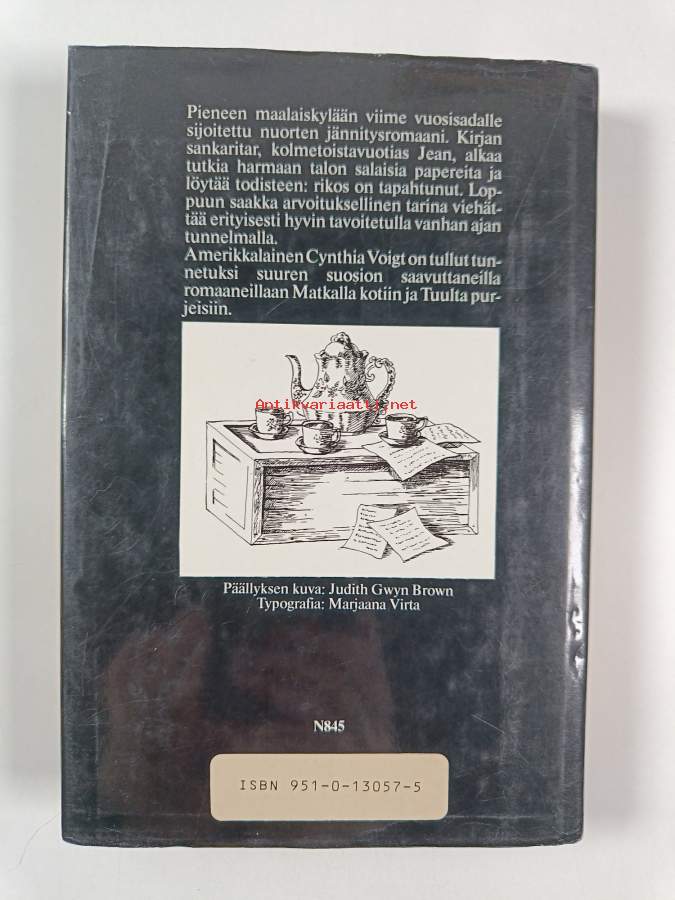 Pieneen maalaiskylään viime vuosisadalle
sijoitettu nuorten jännitysromaani. Kirjan
sankaritar, kolmetoistavuotias Jean, alkaa
tutkia harmaan talon salaisia papereita ja
löytää todisteen: rikos on tapahtunut. Lop-
puun saakka arvoituksellinen tarina viehät-
tää erityisesti hyvin tavoitetulla vanhan ajan
tunnelmalla.
Amerikkalainen Cynthia Voigt on tullut tun-
netuksi suuren suosion saavuttaneilla
romaaneillaan Matkalla kotiin ja Tuulta pur-
jeisiin.
Antikvariaatti.net
Päällyksen kuva: Judith Gwyn Brown
Typografia: Marjaana Virta
N845
ISBN 951-0-13057-5